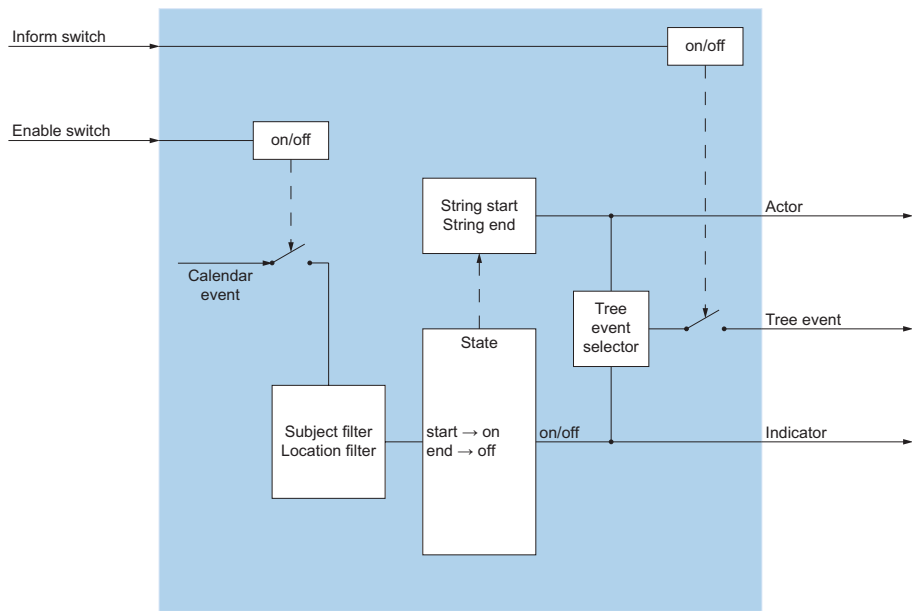 Inform switch
on/off
Enable switch
on/off
String start
String end
Actor
Calendar
event
Tree
event
selector
Tree event
State
Subject filter
Location filter
start → on
end → off
on/off
Indicator